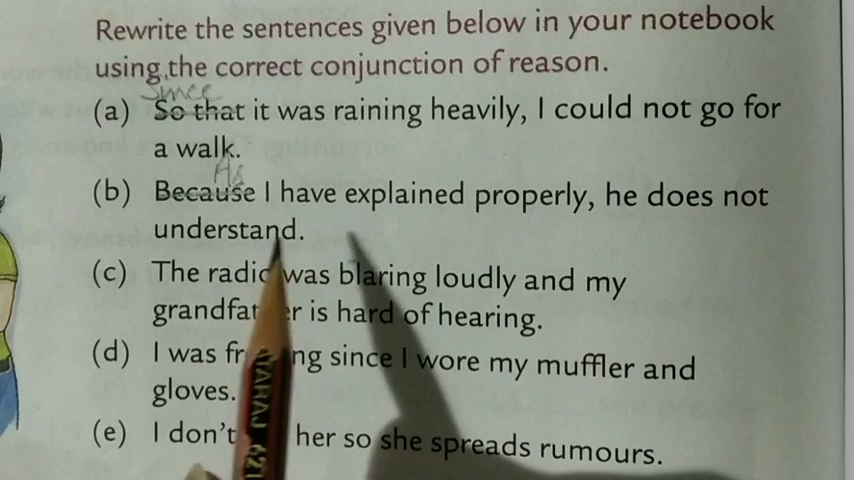 Rewrite the sentences given below in your notebook
using the correct conjunction of reason.
Since
(a) So that it was raining heavily, I could not go for
a walk.
As
(b) Because I have explained properly, he does not
understand.
(c) The radio was blaring loudly and my
grandfather is hard of hearing.
(d) I was since I wore my muffler and
gloves.
(e) I don't her so she spreads rumours.
NATARAJ 621